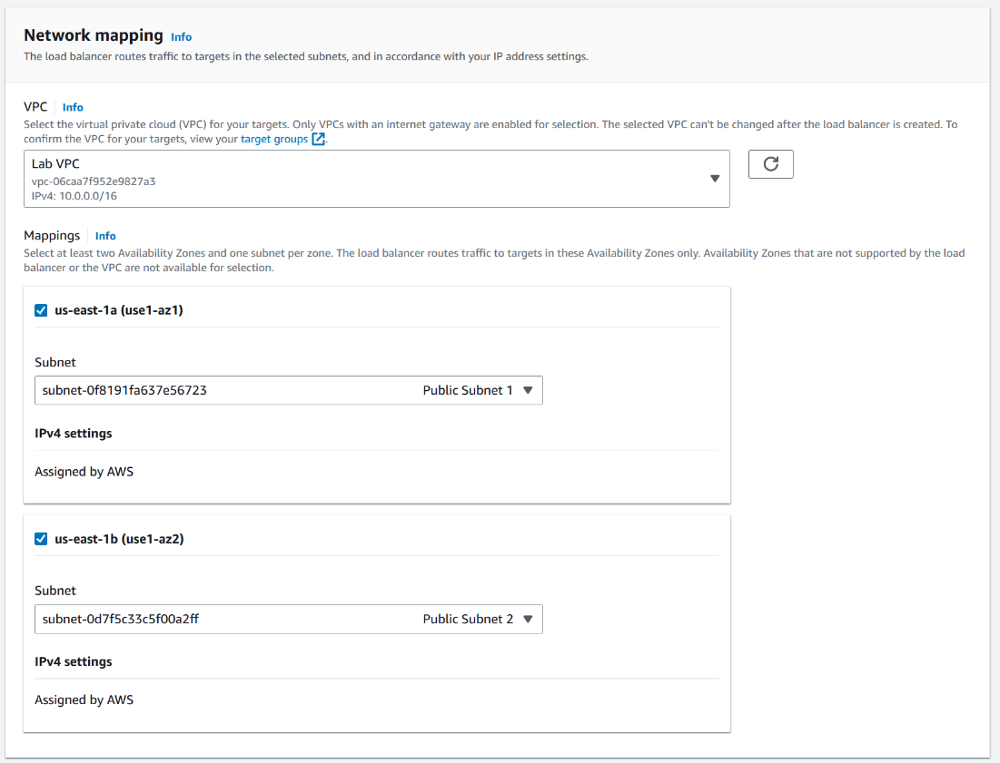 Network mapping Info
The load balancer routes traffic to targets in the selected subnets, and in accordance with your IP address settings.
VPC Info
Select the virtual private cloud (VPC) for your targets. Only VPCs with an internet gateway are enabled for selection. The selected VPC can't be changed after the load balancer is created. To
confirm the VPC for your targets, view your target groups.
Lab VPC
vpc-06caa7f952e9827a3
IPv4: 10.0.0.0/16
Mappings Info
Select at least two Availability Zones and one subnet per zone. The load balancer routes traffic to targets in these Availability Zones only. Availability Zones that are not supported by the load
balancer or the VPC are not available for selection.
us-east-1a (use1-az1)
Subnet
subnet-0f8191fa637e56723 Public Subnet 1
IPv4 settings
Assigned by AWS
us-east-1b (use1-az2)
Subnet
subnet-0d7f5c33c5f00a2ff Public Subnet 2
IPv4 settings
Assigned by AWS